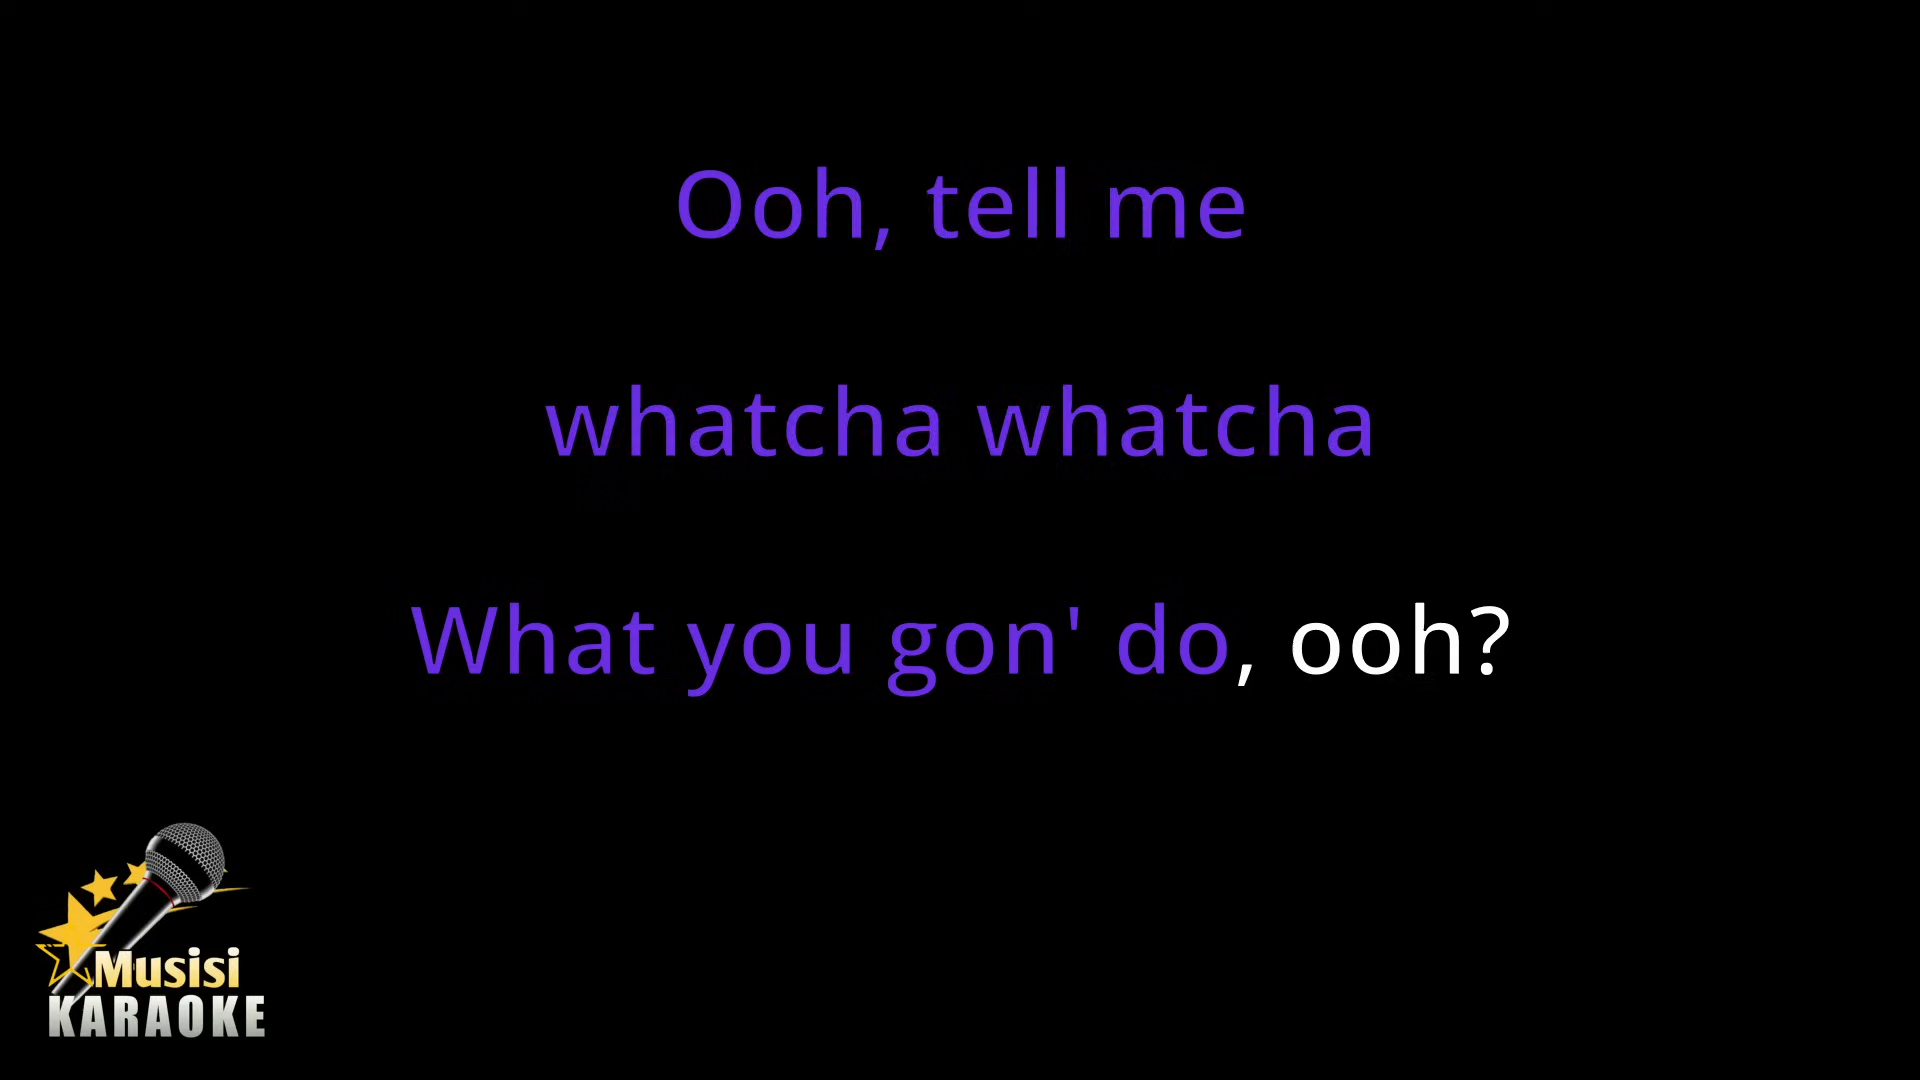 Ooh, tell me
whatcha whatcha
What you gon' do, ooh?
Musisi
KARAOKE